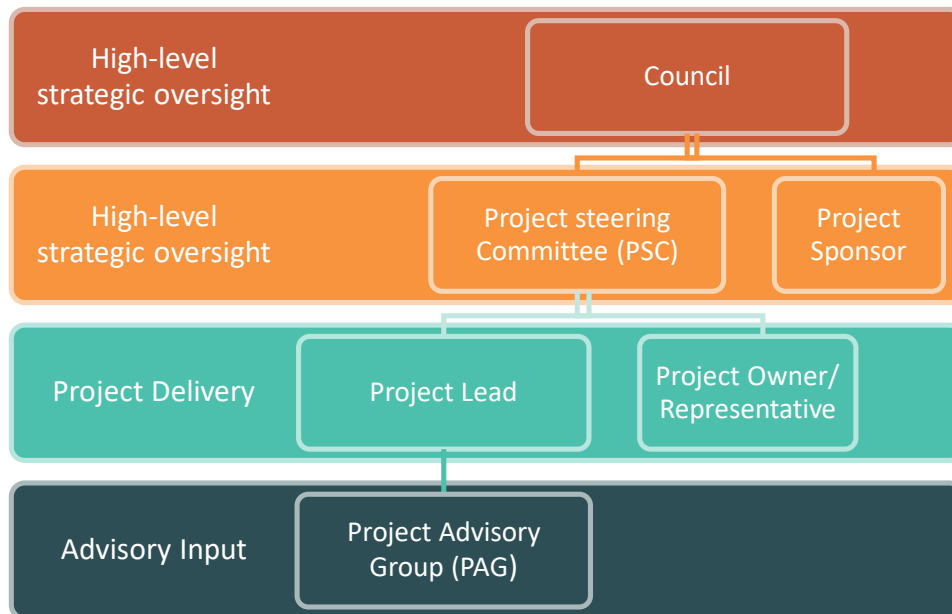 High-level
strategic oversight
Council
High-level
strategic oversight
Project steering
Committee (PSC)
Project
Sponsor
Project Delivery
Project Lead
Project Owner/
Representative
Advisory Input
Project Advisory
Group (PAG)